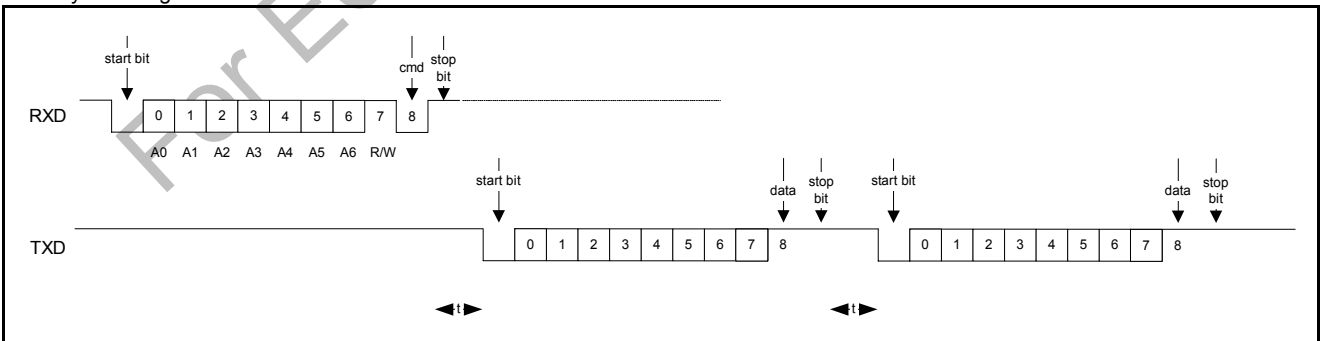 For E
start bit
cmd
stop
bit
RXD
0 1 2 3 4 5 6 7 8
A0 A1 A2 A3 A4 A5 A6 R/W
start bit
data
stop
bit
start bit
data
stop
bit
TXD
0 1 2 3 4 5 6 7 8
0 1 2 3 4 5 6 7 8
t
t